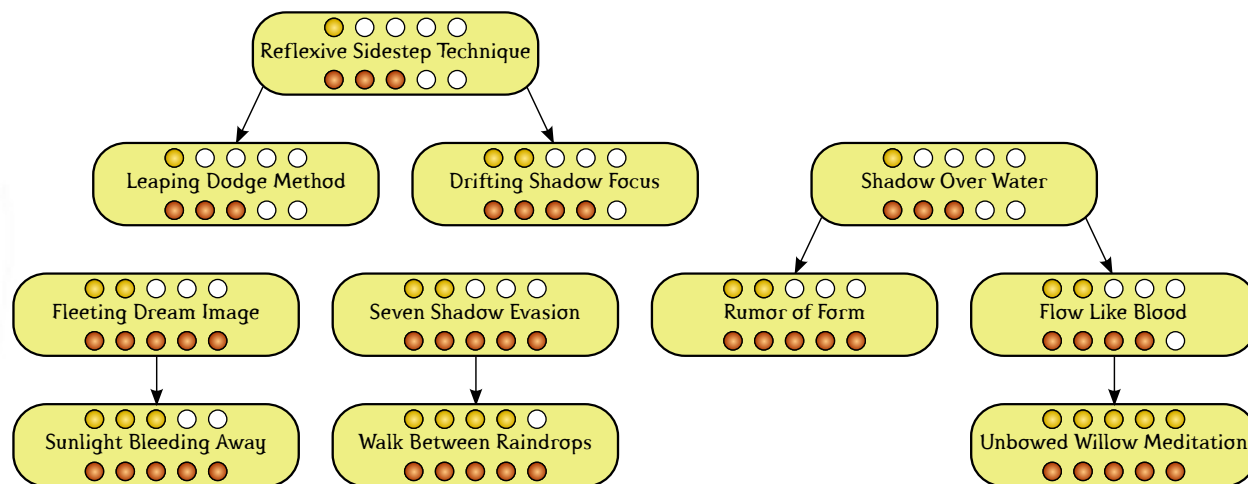 Reflexive Sidestep Technique
Leaping Dodge Method
Drifting Shadow Focus
Shadow Over Water
Fleeting Dream Image
Seven Shadow Evasion
Rumor of Form
Flow Like Blood
Sunlight Bleeding Away
Walk Between Raindrops
Unbowed Willow Meditation